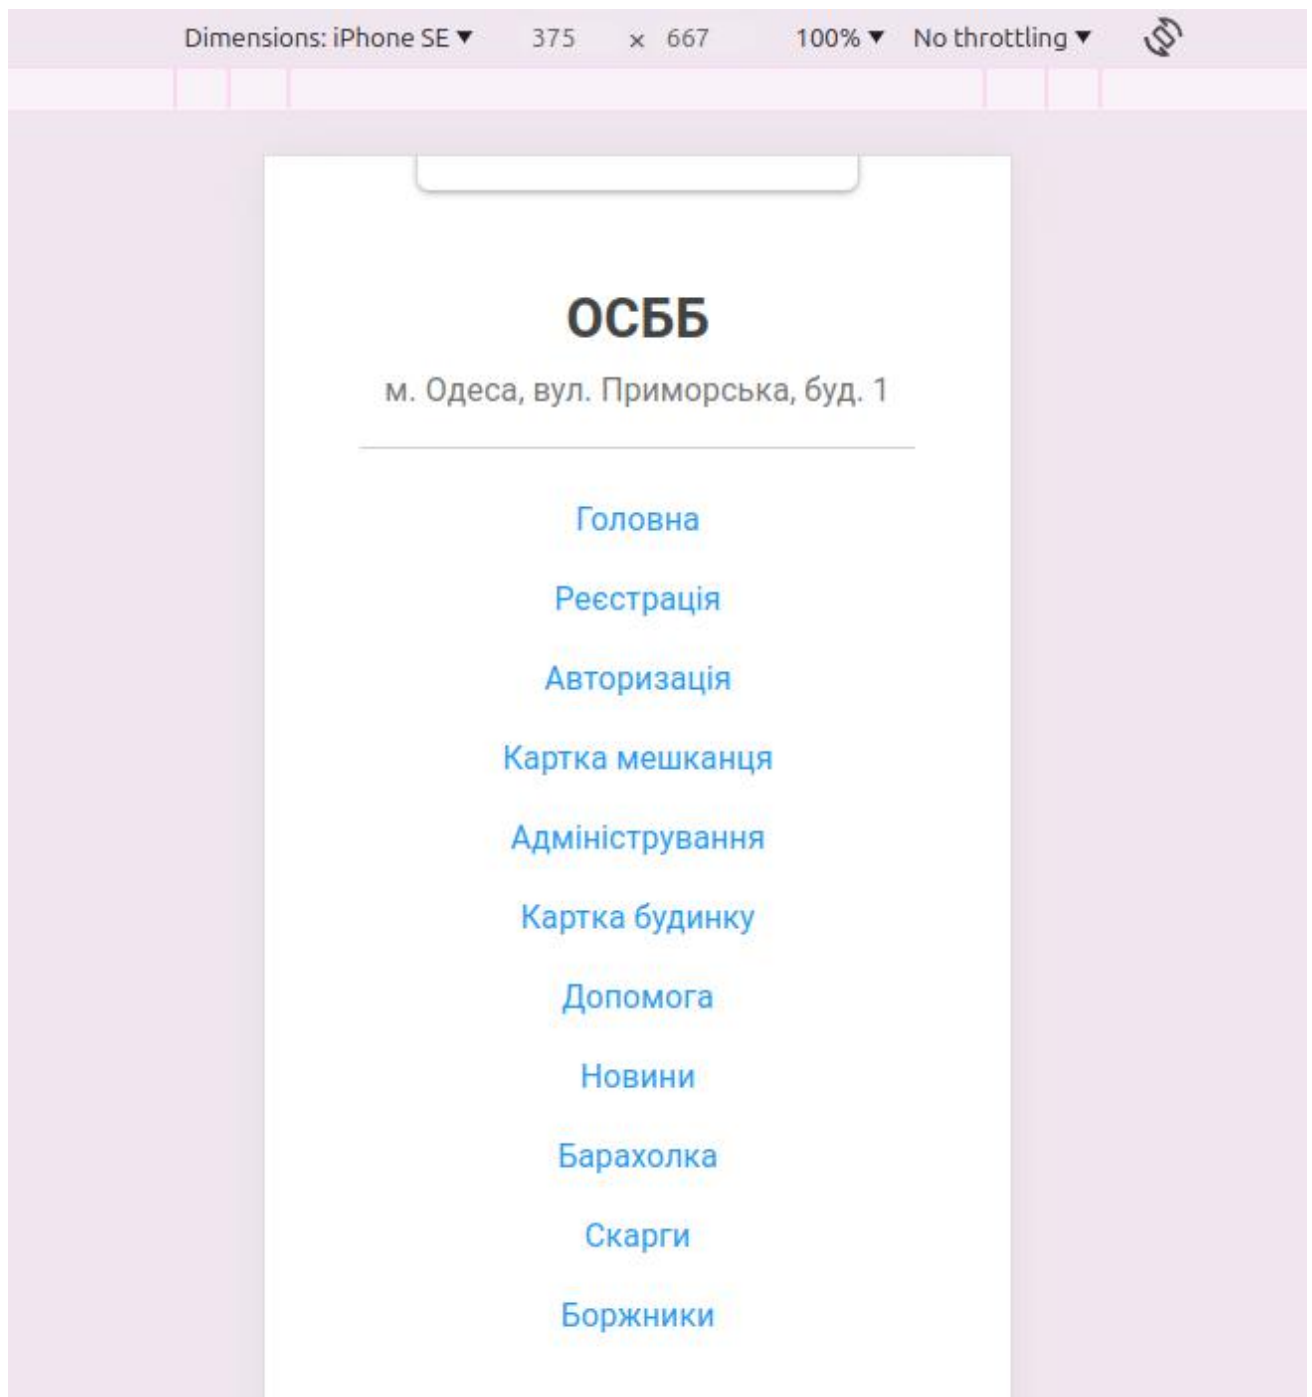 Dimensions: iPhone SE ▼ 375 × 667 100% ▼ No throttling ▼
ОСББ
м. Одеса, вул. Приморська, буд. 1
Головна
Реєстрація
Авторизація
Картка мешканця
Адміністрування
Картка будинку
Допомога
Новини
Барахолка
Скарги
Боржники